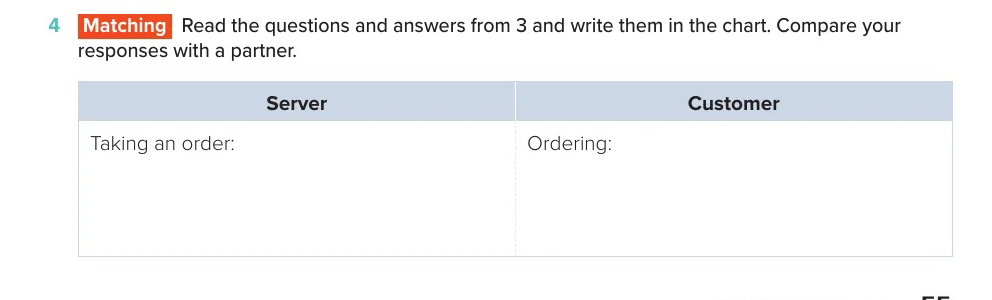 4 Matching Read the questions and answers from 3 and write them in the chart. Compare your
responses with a partner.
Server Customer
Taking an order: Ordering: